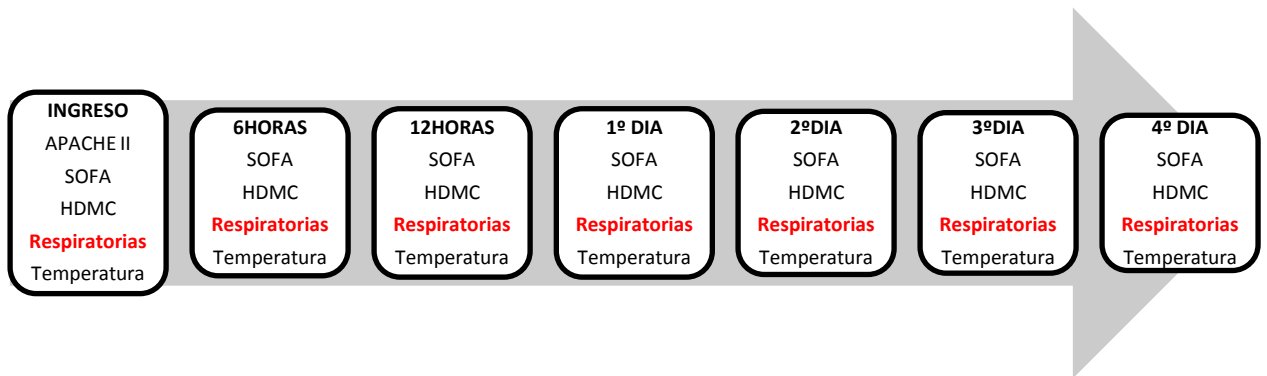 INGRESO
APACHE II
SOFA
HDMC
Respiratorias
Temperatura
6HORAS
SOFA
HDMC
Respiratorias
Temperatura
12HORAS
SOFA
HDMC
Respiratorias
Temperatura
1º DIA
SOFA
HDMC
Respiratorias
Temperatura
2ºDIA
SOFA
HDMC
Respiratorias
Temperatura
3ºDIA
SOFA
HDMC
Respiratorias
Temperatura
4º DIA
SOFA
HDMC
Respiratorias
Temperatura